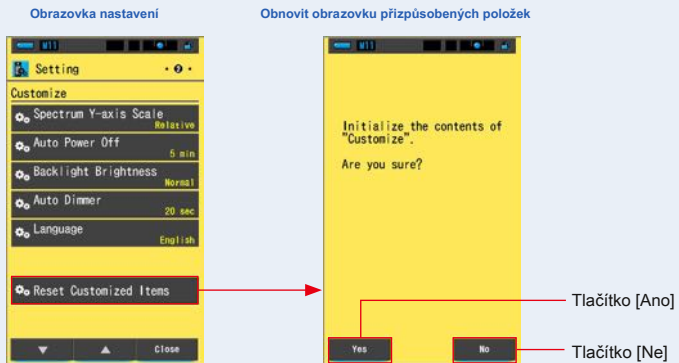 Obrazovka nastavení
Obnovit obrazovku přizpůsobených položek
M11
Setting
2
Customize
Spectrum Y-axis Scale
Relative
Auto Power Off
5 min
Backlight Brightness
Normal
Auto Dimmer
20 sec
Language
English
Reset Customized Items
▼ ▲ Close
M11
Initialize the contents of
"Customize".
Are you sure?
Yes No
Tlačítko [Ano]
Tlačítko [Ne]